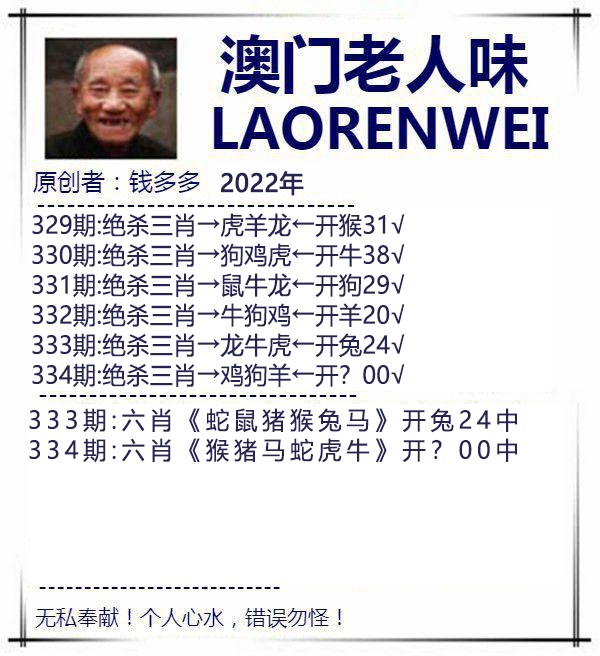 澳门老人味
LAORENWEI
原创者：钱多多 2022年
329期:绝杀三肖→虎羊龙←开猴31√
330期:绝杀三肖→狗鸡虎←开牛38√
331期:绝杀三肖→鼠牛龙←开狗29√
332期:绝杀三肖→牛狗鸡←开羊20√
333期:绝杀三肖→龙牛虎←开兔24√
334期:绝杀三肖→鸡狗羊←开？00√
333期:六肖《蛇鼠猪猴兔马》开兔24中
334期:六肖《猴猪马蛇虎牛》开？00中
无私奉献！个人心水，错误勿怪！